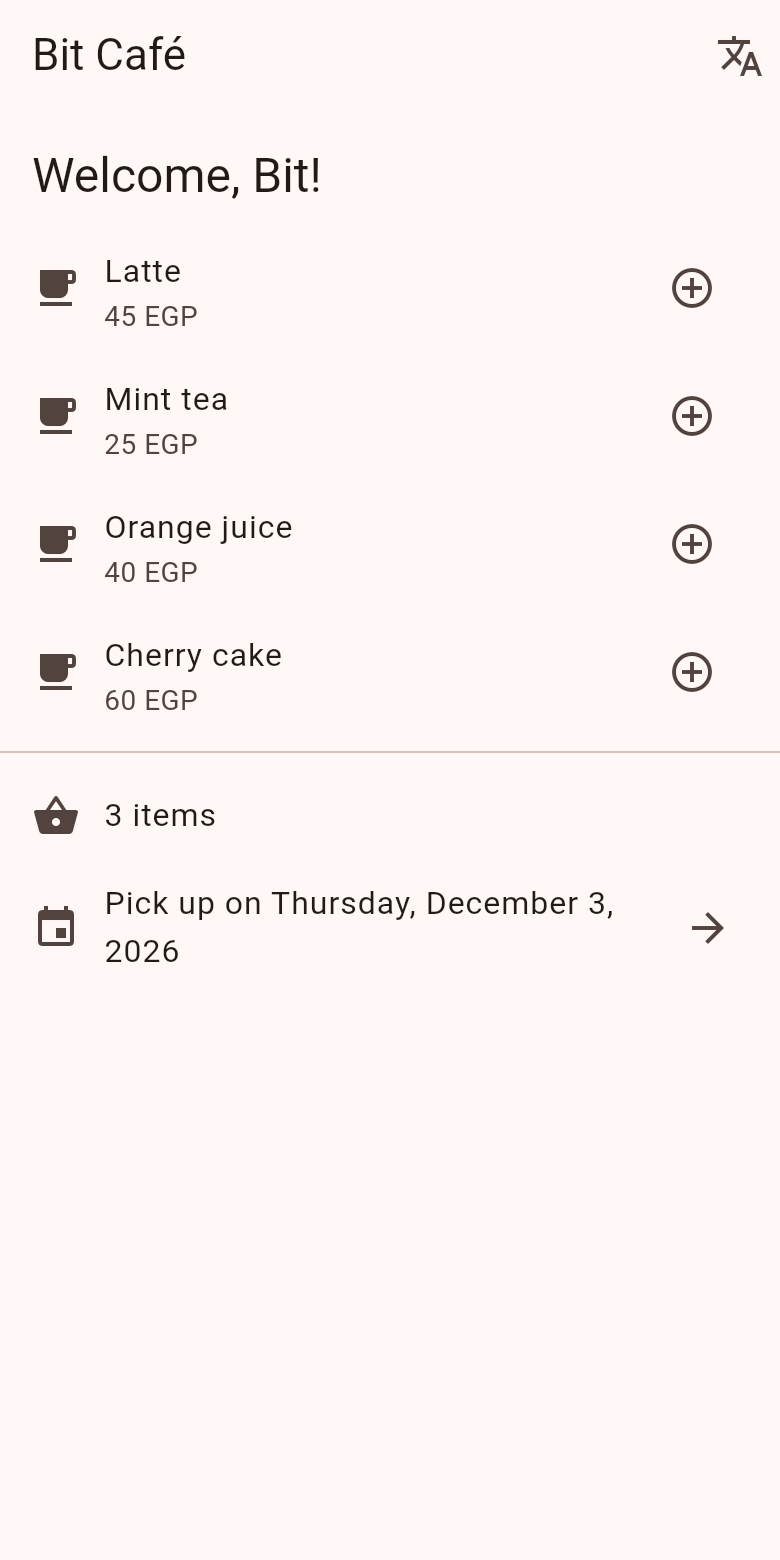 Bit Café
Welcome, Bit!
Latte
45 EGP
Mint tea
25 EGP
Orange juice
40 EGP
Cherry cake
60 EGP
3 items
Pick up on Thursday, December 3,
2026